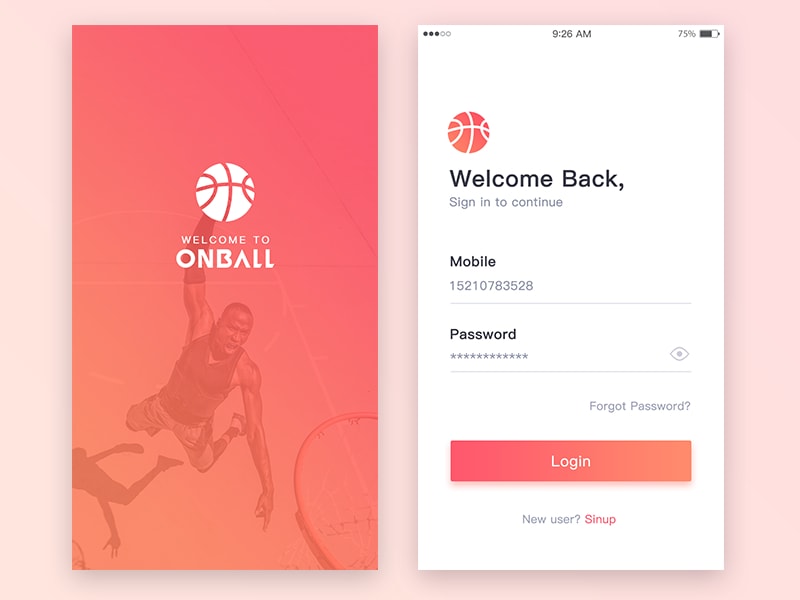 WELCOME TO
ONBALL
9:26 AM
75%
Welcome Back,
Sign in to continue
Mobile
15210783528
Password
************
Forgot Password?
Login
New user? Sinup